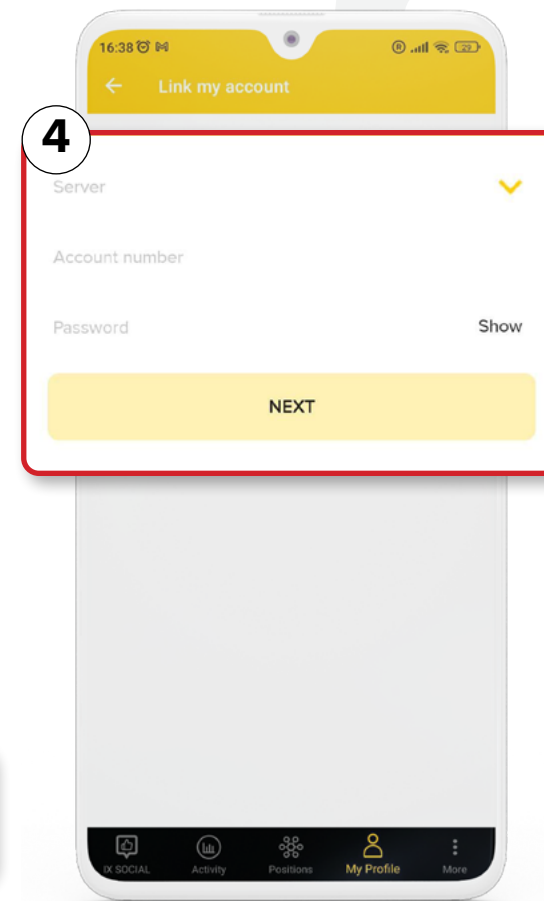 16:38
29
Link my account
4
Server
Account number
Password
Show
NEXT
IX SOCIAL
Activity
Positions
My Profile
More